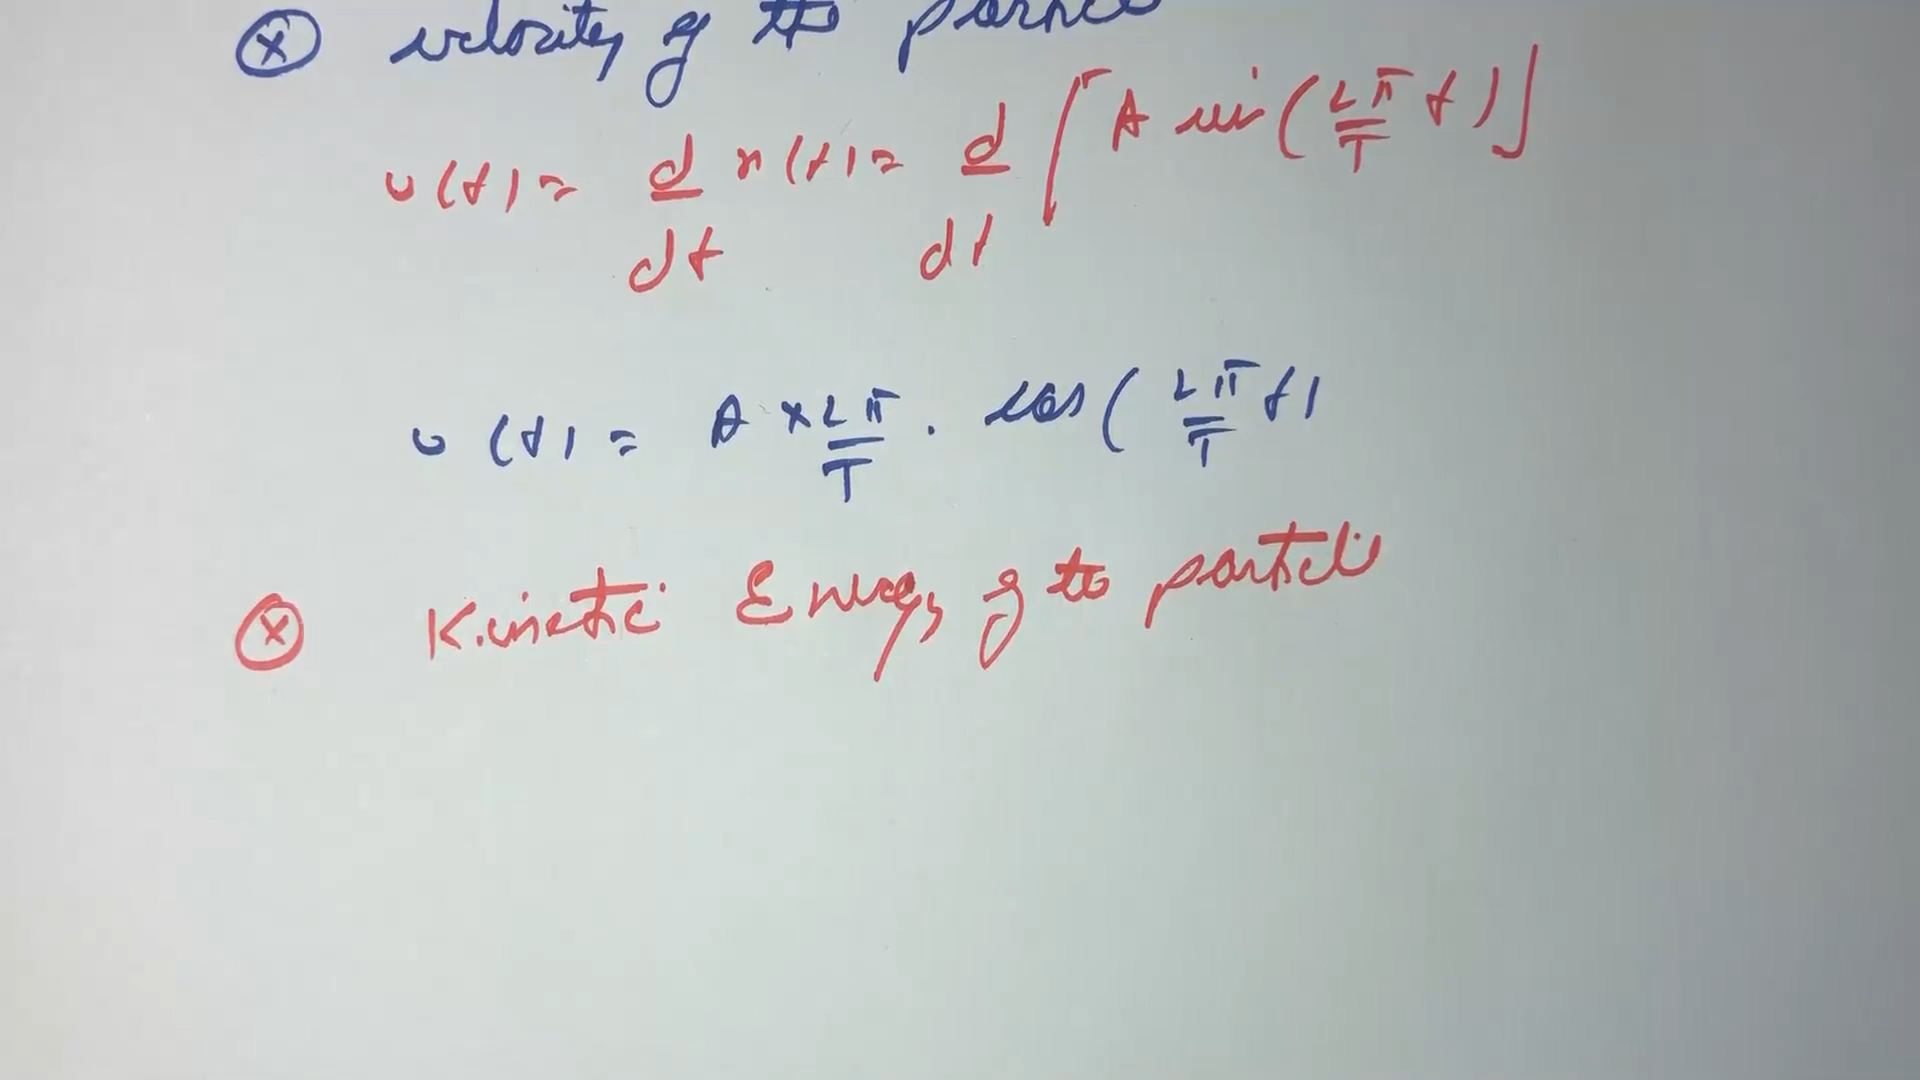 ⓧ velocity of the particle
v(t) = d/dt x(t) = d/dt [A sin(2π/T t)]
v(t) = A × 2π/T . cos(2π/T t)
ⓧ Kinetic Energy of the particle